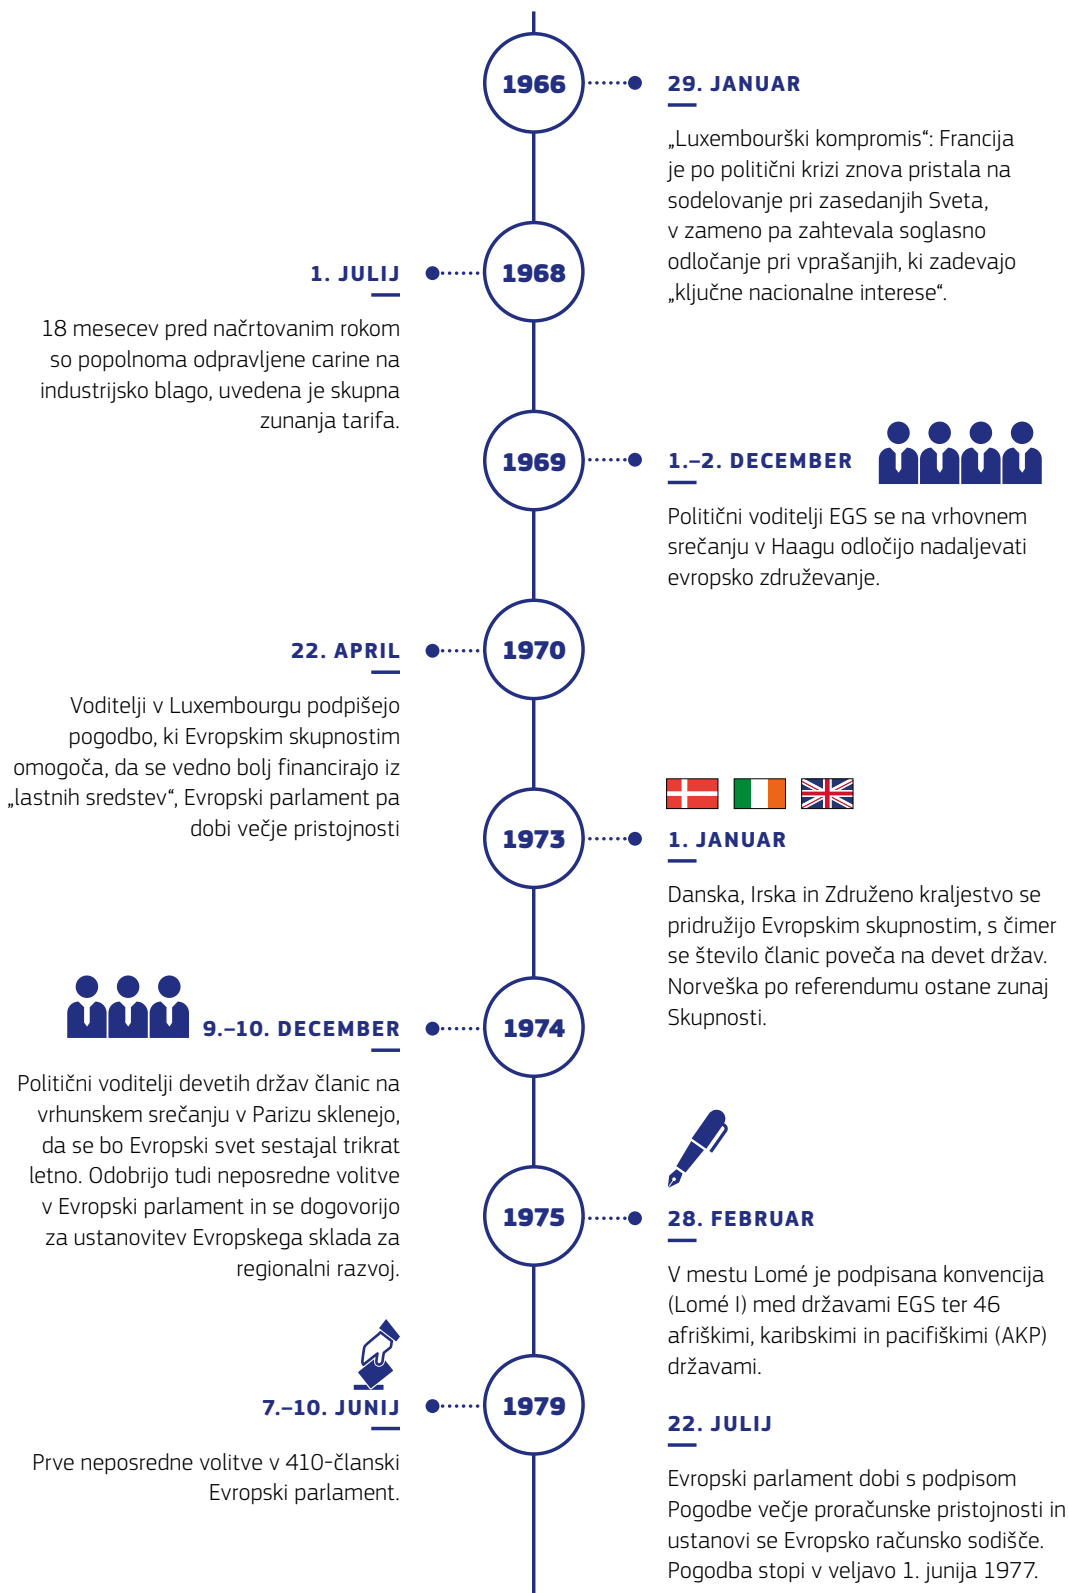 1966
29. JANUAR
„Luxembourški kompromis“: Francija
je po politični krizi znova pristala na
sodelovanje pri zasedanjih Sveta,
v zameno pa zahtevala soglasno
odločanje pri vprašanjih, ki zadevajo
„ključne nacionalne interese“.
1968
1. JULIJ
18 mesecev pred načrtovanim rokom
so popolnoma odpravljene carine na
industrijsko blago, uvedena je skupna
zunanja tarifa.
1969
1.–2. DECEMBER
Politični voditelji EGS se na vrhovnem
srečanju v Haagu odločijo nadaljevati
evropsko združevanje.
1970
22. APRIL
Voditelji v Luxembourgu podpišejo
pogodbo, ki Evropskim skupnostim
omogoča, da se vedno bolj financirajo iz
„lastnih sredstev“, Evropski parlament pa
dobi večje pristojnosti
1973
1. JANUAR
Danska, Irska in Združeno kraljestvo se
pridružijo Evropskim skupnostim, s čimer
se število članic poveča na devet držav.
Norveška po referendumu ostane zunaj
Skupnosti.
1974
9.–10. DECEMBER
Politični voditelji devetih držav članic na
vrhunskem srečanju v Parizu sklenejo,
da se bo Evropski svet sestajal trikrat
letno. Odobrijo tudi neposredne volitve
v Evropski parlament in se dogovorijo
za ustanovitev Evropskega sklada za
regionalni razvoj.
1975
28. FEBRUAR
V mestu Lomé je podpisana konvencija
(Lomé I) med državami EGS ter 46
afriškimi, karibskimi in pacifiškimi (AKP)
državami.
22. JULIJ
Evropski parlament dobi s podpisom
Pogodbe večje proračunske pristojnosti in
ustanovi se Evropsko računsko sodišče.
Pogodba stopi v veljavo 1. junija 1977.
1979
7.–10. JUNIJ
Prve neposredne volitve v 410-članski
Evropski parlament.